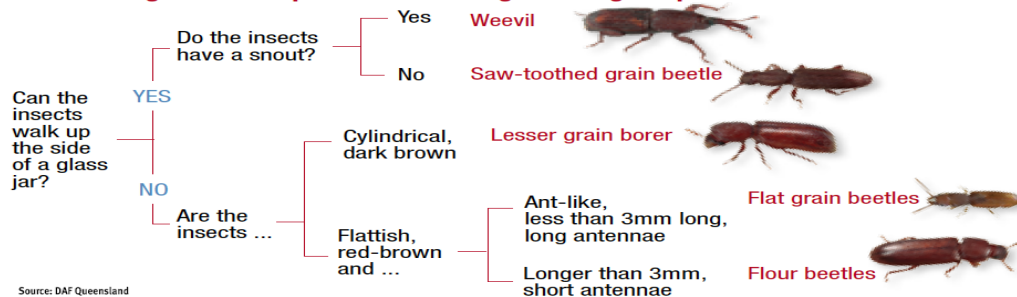 Can the
insects
walk up
the side
of a glass
jar?
YES
Do the insects
have a snout?
Yes
Weevil
No
Saw-toothed grain beetle
NO
Are the
insects ...
Cylindrical,
dark brown
Lesser grain borer
Flattish,
red-brown
and ...
Ant-like,
less than 3mm long,
long antennae
Flat grain beetles
Longer than 3mm,
short antennae
Flour beetles
Source: DAF Queensland